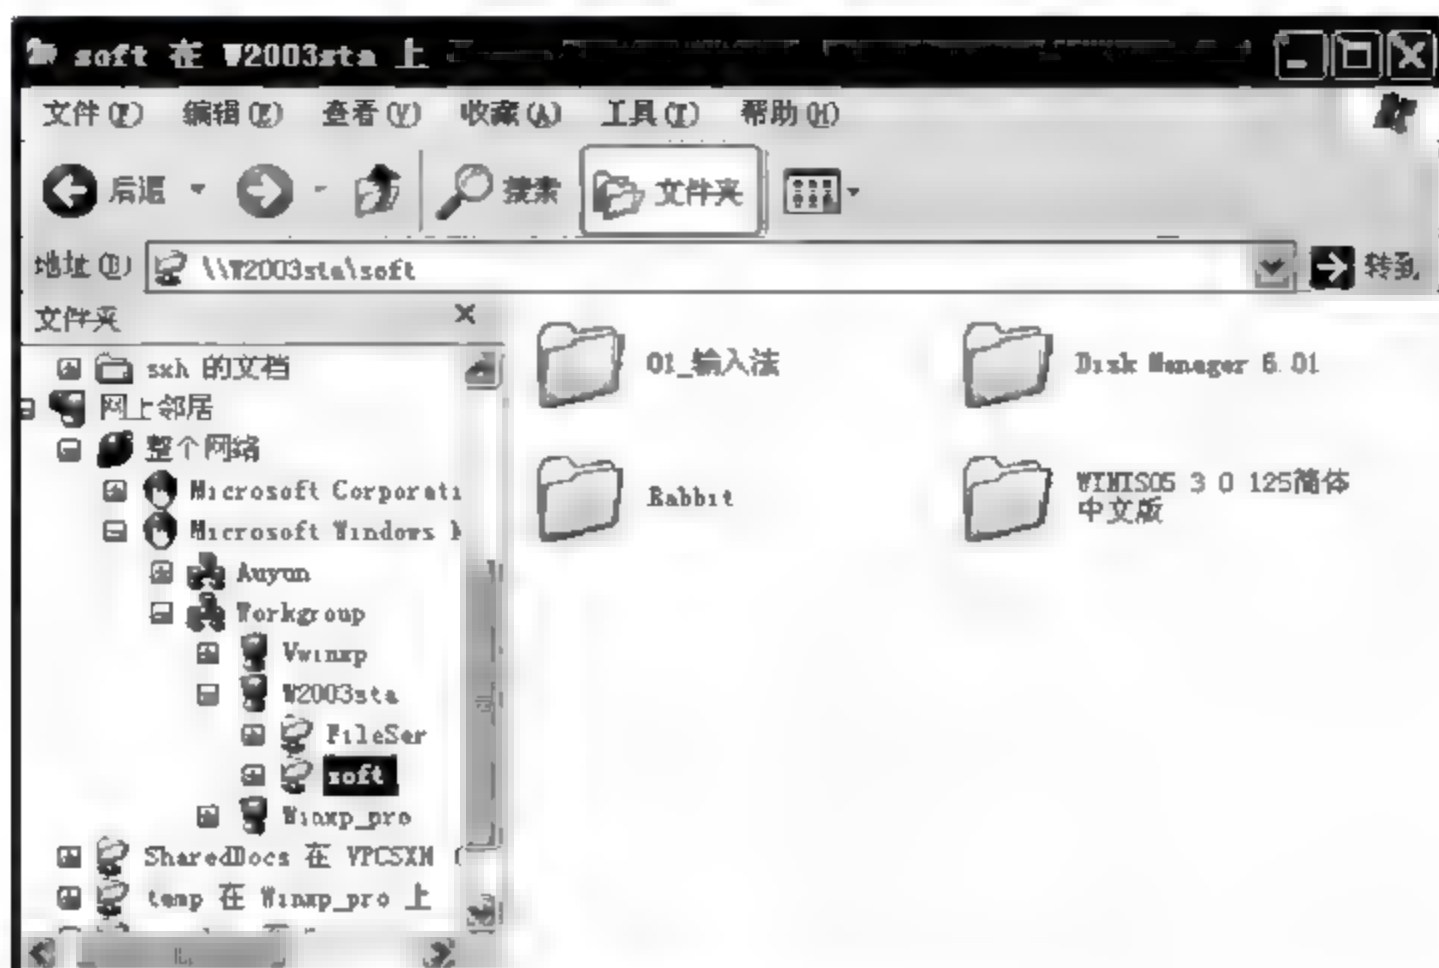 soft 在 W2003sta 上
文件(F) 编辑(E) 查看(V) 收藏(A) 工具(T) 帮助(H)
后退 搜索 文件夹
地址(D) \\W2003sta\soft 转到
文件夹
sxh 的文档
网上邻居
整个网络
Microsoft Corporati
Microsoft Windows N
Auyun
Workgroup
Vwinxp
W2003sta
FileSer
soft
Winxp_pro
SharedDocs 在 VPCSXH (
temp 在 Winxp_pro 上
01_输入法
Disk Manager 6.01
Rabbit
WINIS05 3 0 125简体
中文版